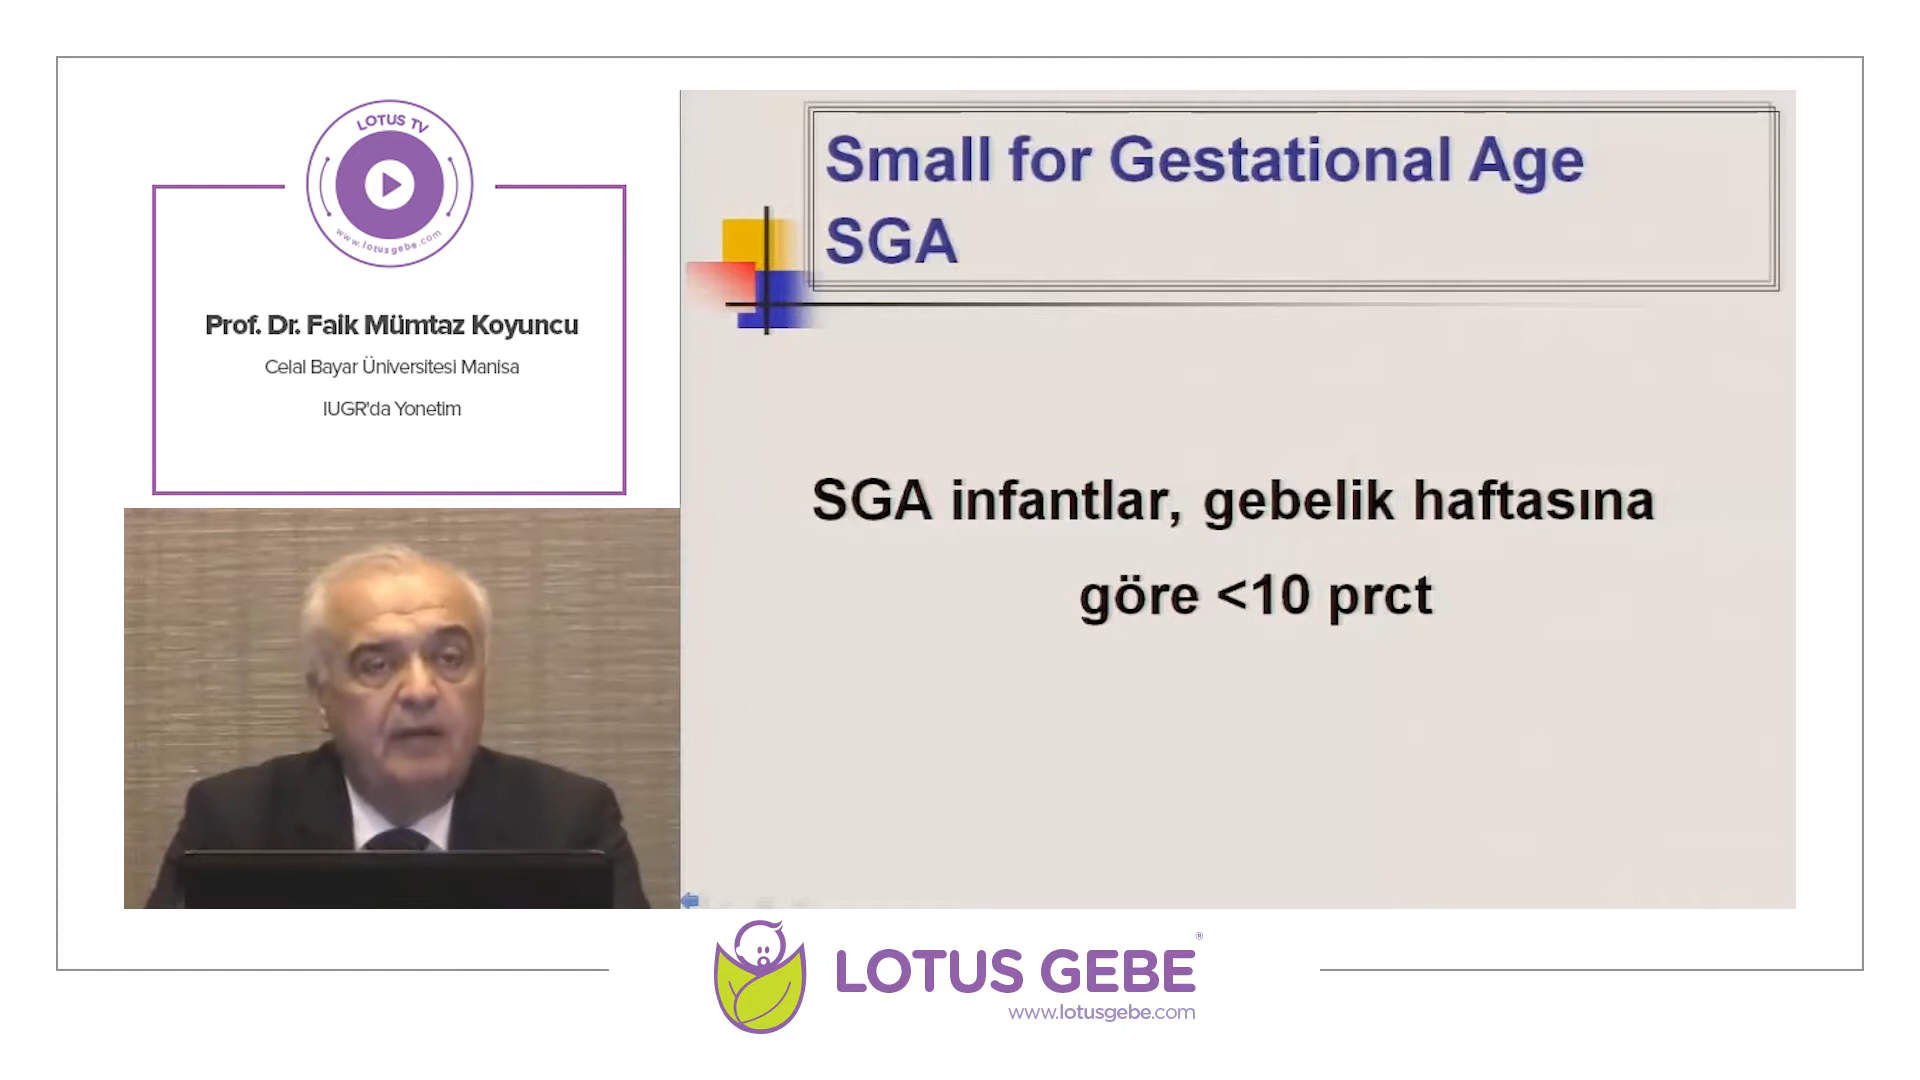 LOTUS TV
www.lotusgebe.com
Prof. Dr. Faik Mümtaz Koyuncu
Celal Bayar Üniversitesi Manisa
IUGR'da Yonetim
Small for Gestational Age
SGA
SGA infantlar, gebelik haftasına
göre <10 prct
LOTUS GEBE®
www.lotusgebe.com